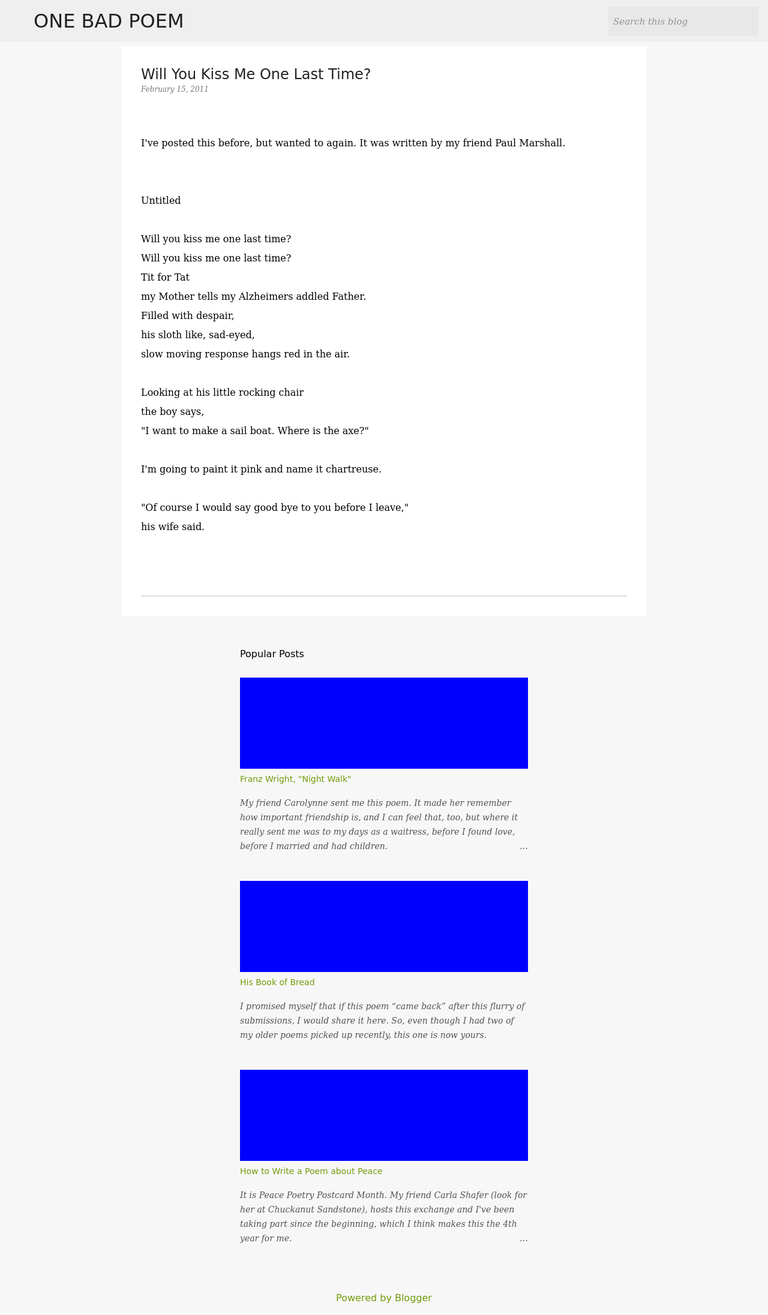 ONE BAD POEM
Search this blog
Will You Kiss Me One Last Time?
February 15, 2011
I've posted this before, but wanted to again. It was written by my friend Paul Marshall.
Untitled
Will you kiss me one last time?
Will you kiss me one last time?
Tit for Tat
my Mother tells my Alzheimers addled Father.
Filled with despair,
his sloth like, sad-eyed,
slow moving response hangs red in the air.
Looking at his little rocking chair
the boy says,
"I want to make a sail boat. Where is the axe?"
I'm going to paint it pink and name it chartreuse.
"Of course I would say good bye to you before I leave,"
his wife said.
Popular Posts
Franz Wright, "Night Walk"
My friend Carolynne sent me this poem. It made her remember
how important friendship is, and I can feel that, too, but where it
really sent me was to my days as a waitress, before I found love,
before I married and had children. …
His Book of Bread
I promised myself that if this poem “came back” after this flurry of
submissions, I would share it here. So, even though I had two of
my older poems picked up recently, this one is now yours.
How to Write a Poem about Peace
It is Peace Poetry Postcard Month. My friend Carla Shafer (look for
her at Chuckanut Sandstone), hosts this exchange and I've been
taking part since the beginning, which I think makes this the 4th
year for me. …
Powered by Blogger